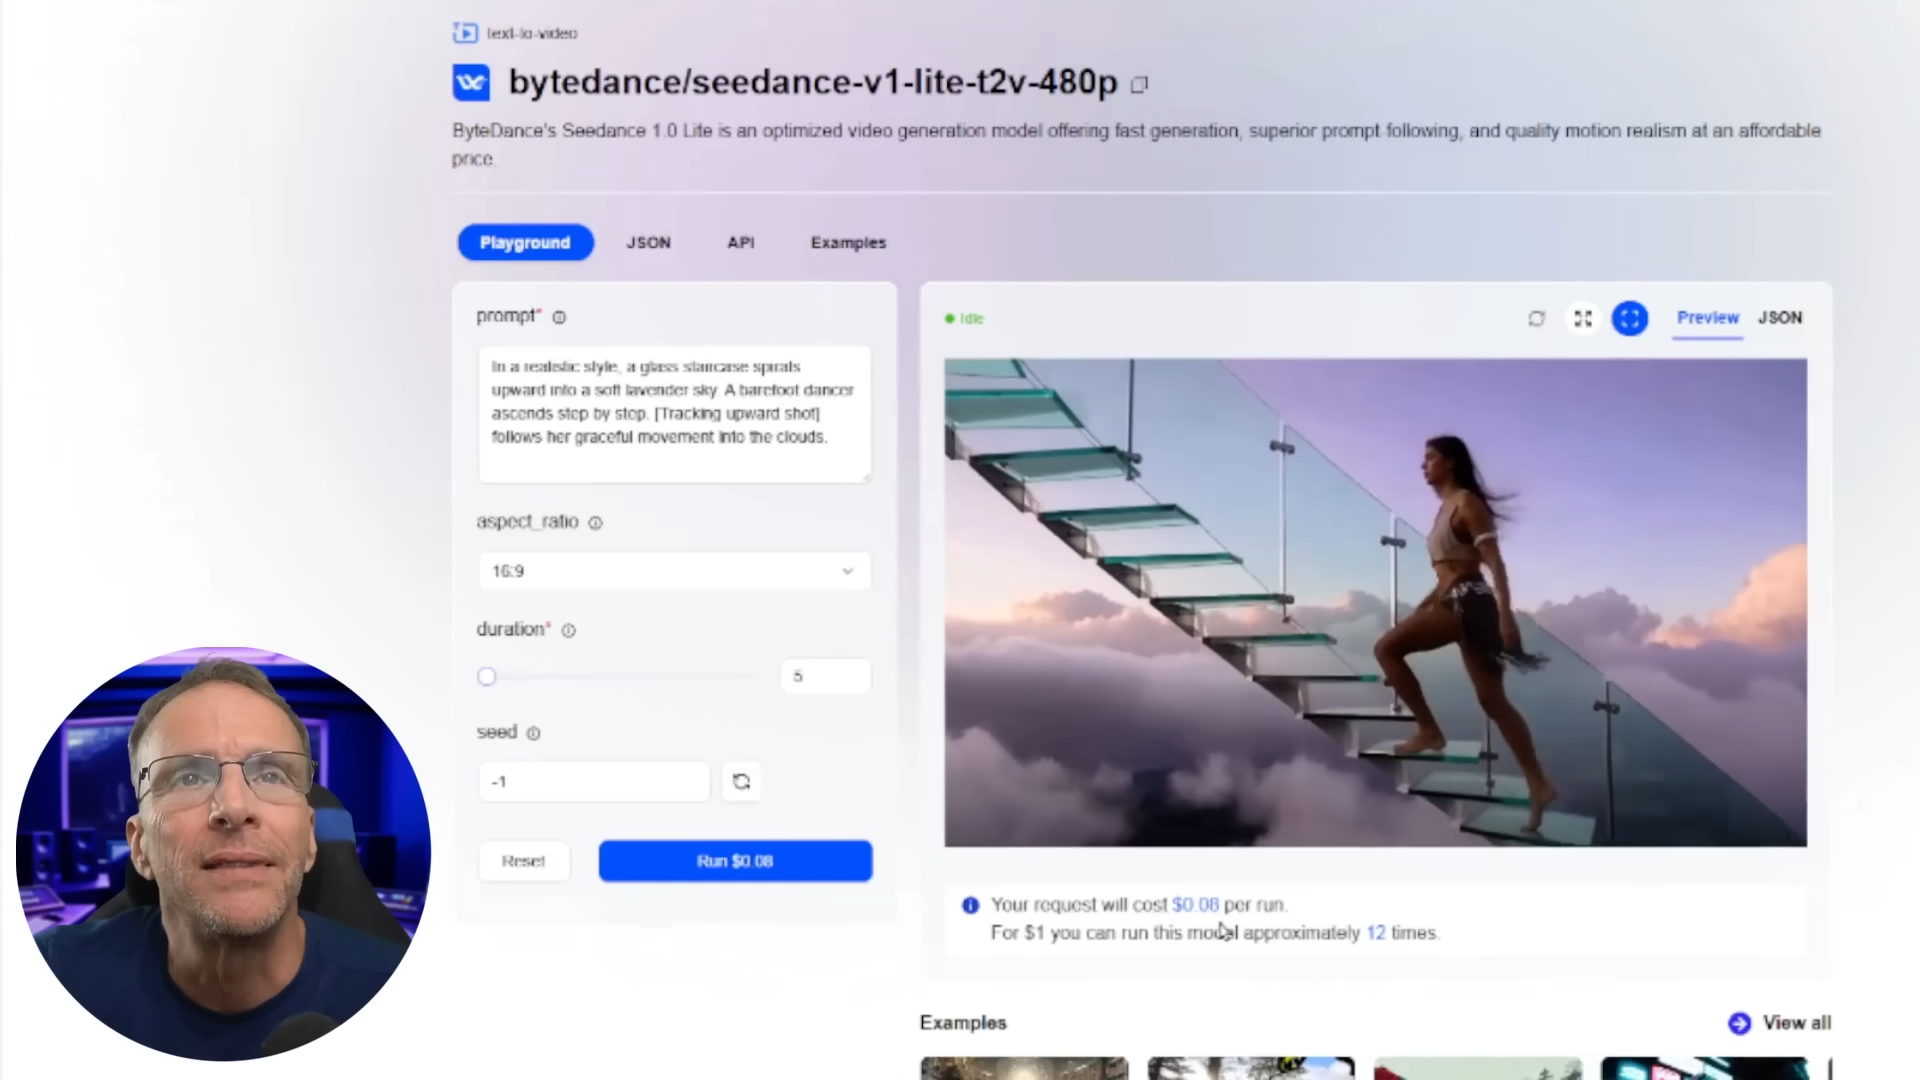 text-to-video
bytedance/seedance-v1-lite-t2v-480p
ByteDance's Seedance 1.0 Lite is an optimized video generation model offering fast generation, superior prompt following, and quality motion realism at an affordable
price.
Playground JSON API Examples
prompt*
In a realistic style, a glass staircase spirals
upward into a soft lavender sky. A barefoot dancer
ascends step by step. [Tracking upward shot]
follows her graceful movement into the clouds.
aspect_ratio
16:9
duration*
5
seed
-1
Reset
Run $0.08
Idle
Preview JSON
Your request will cost $0.08 per run.
For $1 you can run this model approximately 12 times.
Examples
View all